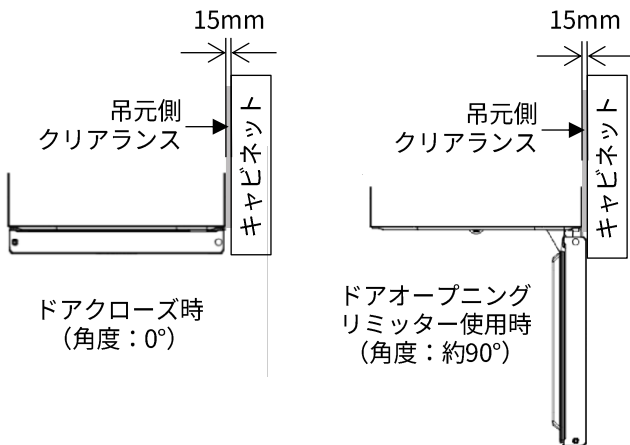 15mm
吊元側
クリアランス
キャビネット
ドアクローズ時
（角度：0°）
15mm
吊元側
クリアランス
キャビネット
ドアオープニング
リミッター使用時
（角度：約90°）